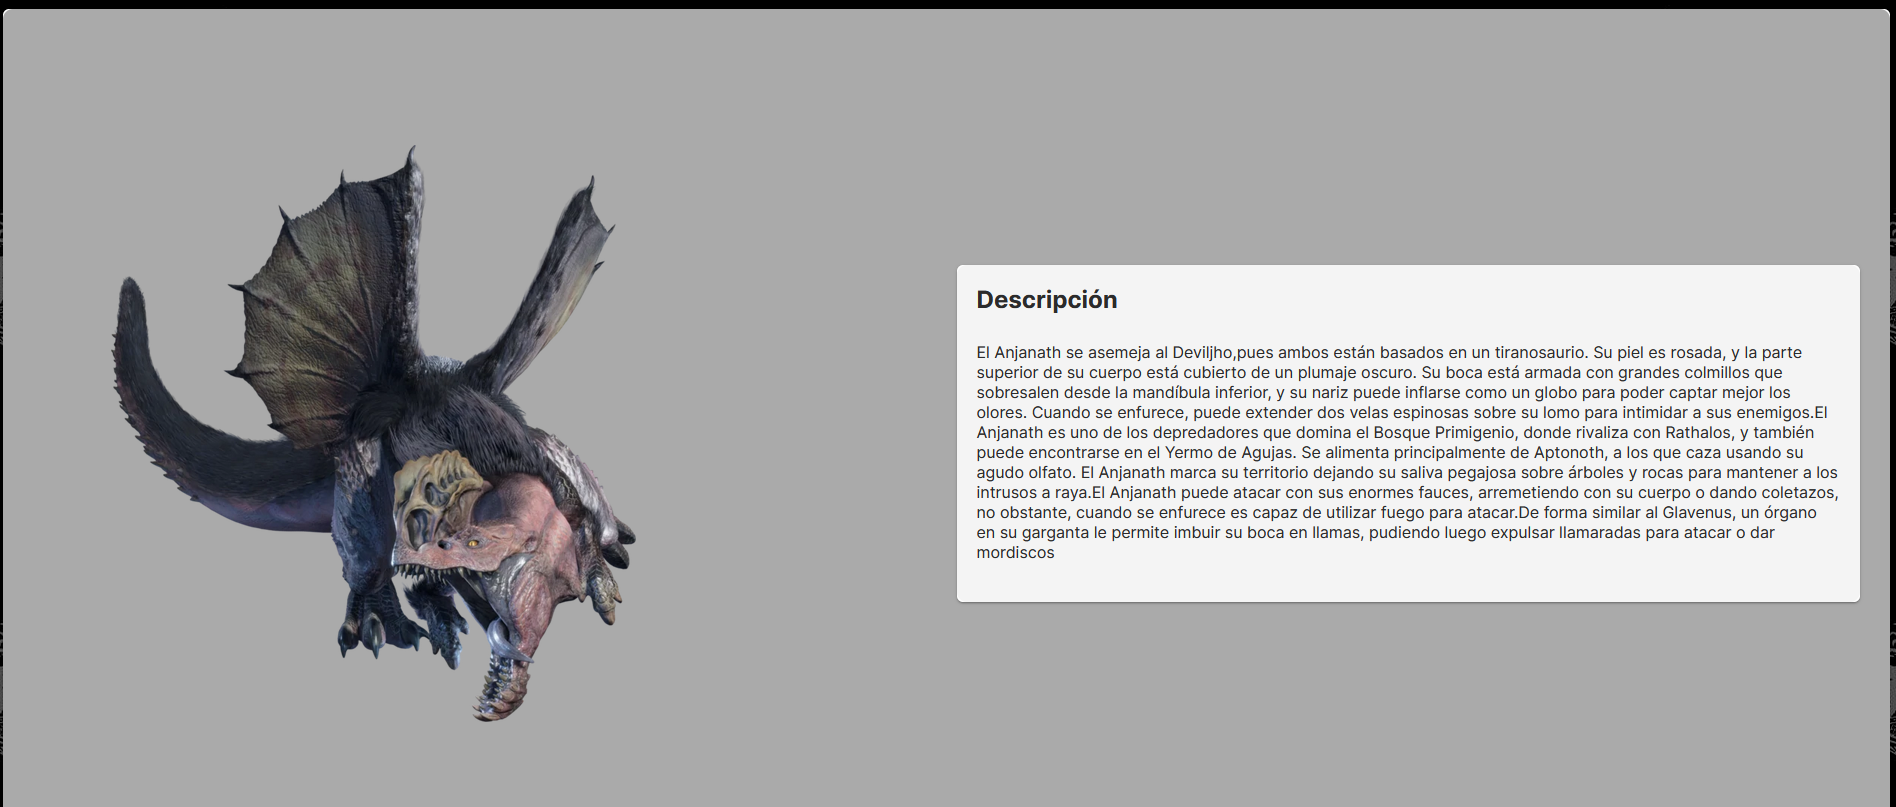 Descripción
El Anjanath se asemeja al Deviljho,pues ambos están basados en un tiranosaurio. Su piel es rosada, y la parte
superior de su cuerpo está cubierto de un plumaje oscuro. Su boca está armada con grandes colmillos que
sobresalen desde la mandíbula inferior, y su nariz puede inflarse como un globo para poder captar mejor los
olores. Cuando se enfurece, puede extender dos velas espinosas sobre su lomo para intimidar a sus enemigos.El
Anjanath es uno de los depredadores que domina el Bosque Primigenio, donde rivaliza con Rathalos, y también
puede encontrarse en el Yermo de Agujas. Se alimenta principalmente de Aptonoth, a los que caza usando su
agudo olfato. El Anjanath marca su territorio dejando su saliva pegajosa sobre árboles y rocas para mantener a los
intrusos a raya.El Anjanath puede atacar con sus enormes fauces, arremetiendo con su cuerpo o dando coletazos,
no obstante, cuando se enfurece es capaz de utilizar fuego para atacar.De forma similar al Glavenus, un órgano
en su garganta le permite imbuir su boca en llamas, pudiendo luego expulsar llamaradas para atacar o dar
mordiscos